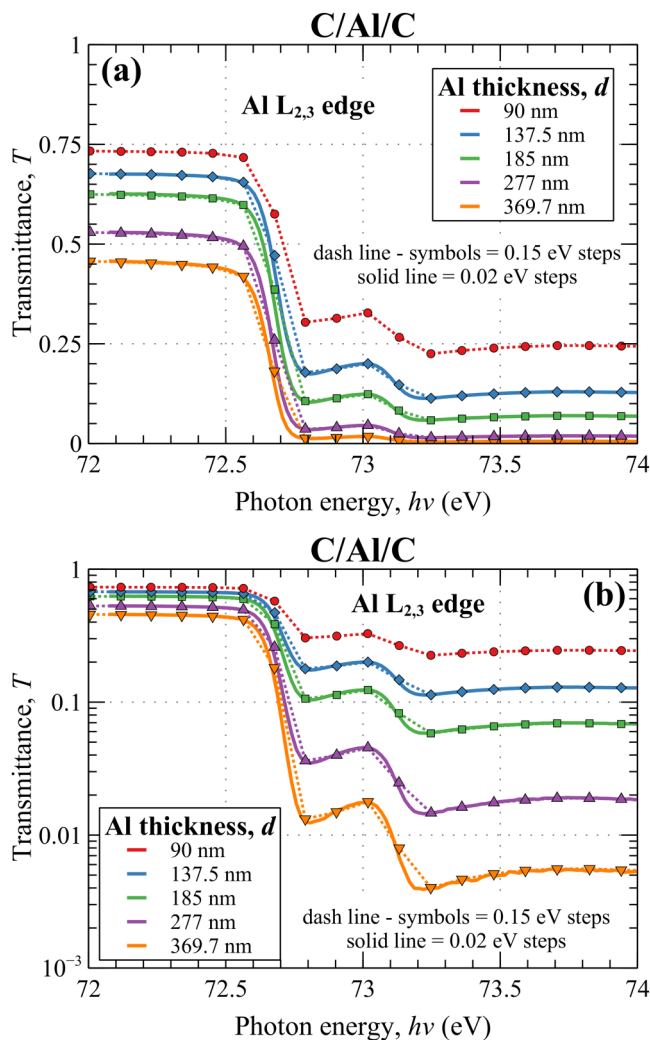 C/Al/C
(a)
Al L2,3 edge
Al thickness, d
90 nm
137.5 nm
185 nm
277 nm
369.7 nm
dash line - symbols = 0.15 eV steps
solid line = 0.02 eV steps
1
0.75
0.5
0.25
0
Transmittance, T
72 72.5 73 73.5 74
Photon energy, hν (eV)
C/Al/C
(b)
Al L2,3 edge
1
0.1
0.01
10⁻³
Transmittance, T
Al thickness, d
90 nm
137.5 nm
185 nm
277 nm
369.7 nm
dash line - symbols = 0.15 eV steps
solid line = 0.02 eV steps
72 72.5 73 73.5 74
Photon energy, hν (eV)